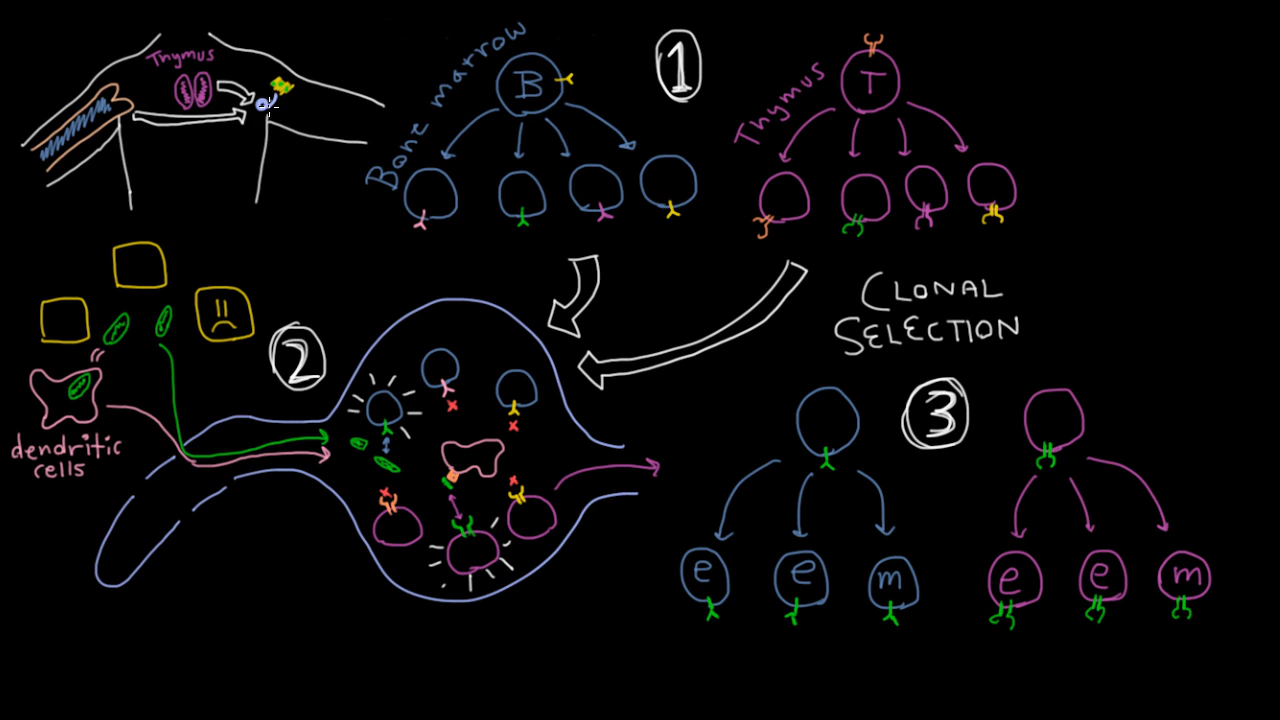 Thymus
Bone marrow
B
1
Thymus
T
CLONAL
SELECTION
2
dendritic
cells
3
e
e
m
e
e
m